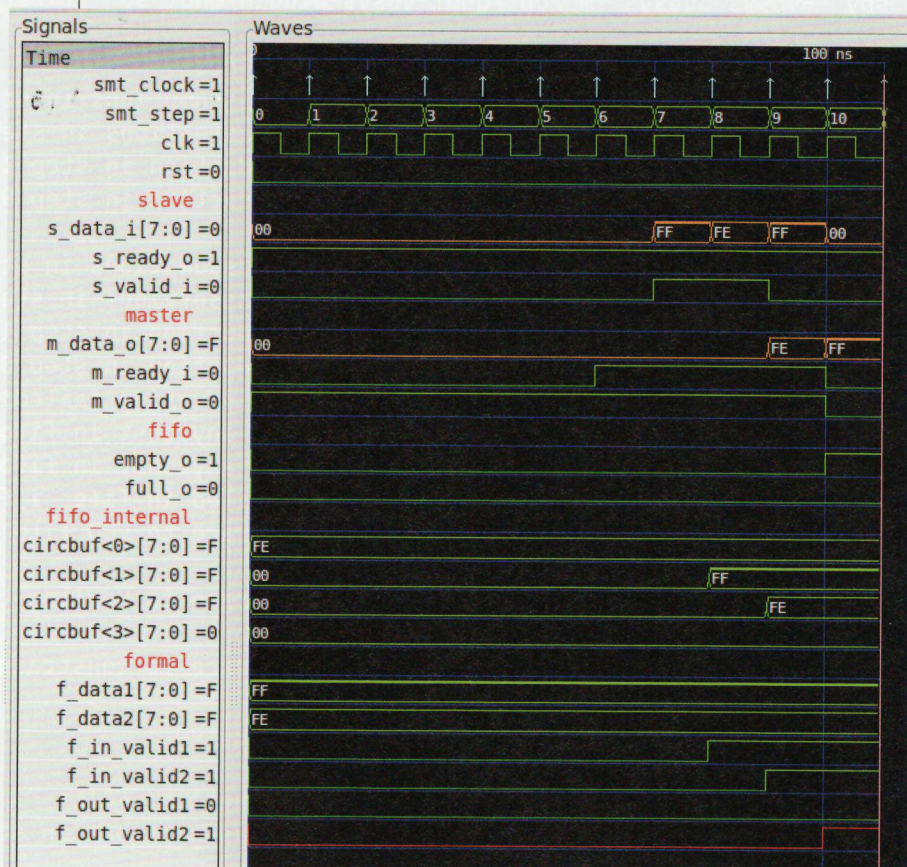 Signals
Waves
Time
0
100 ns
smt_clock =1
smt_step =1
0 1 2 3 4 5 6 7 8 9 10
clk =1
rst =0
slave
s_data_i[7:0] =0
00 FF FE FF 00
s_ready_o =1
s_valid_i =0
master
m_data_o[7:0] =F
00 FE FF
m_ready_i =0
m_valid_o =0
fifo
empty_o =1
full_o =0
fifo_internal
circbuf<0>[7:0] =F
FE
circbuf<1>[7:0] =F
00 FF
circbuf<2>[7:0] =F
00 FE
circbuf<3>[7:0] =0
00
formal
f_data1[7:0] =F
FF
f_data2[7:0] =F
FE
f_in_valid1 =1
f_in_valid2 =1
f_out_valid1 =0
f_out_valid2 =1